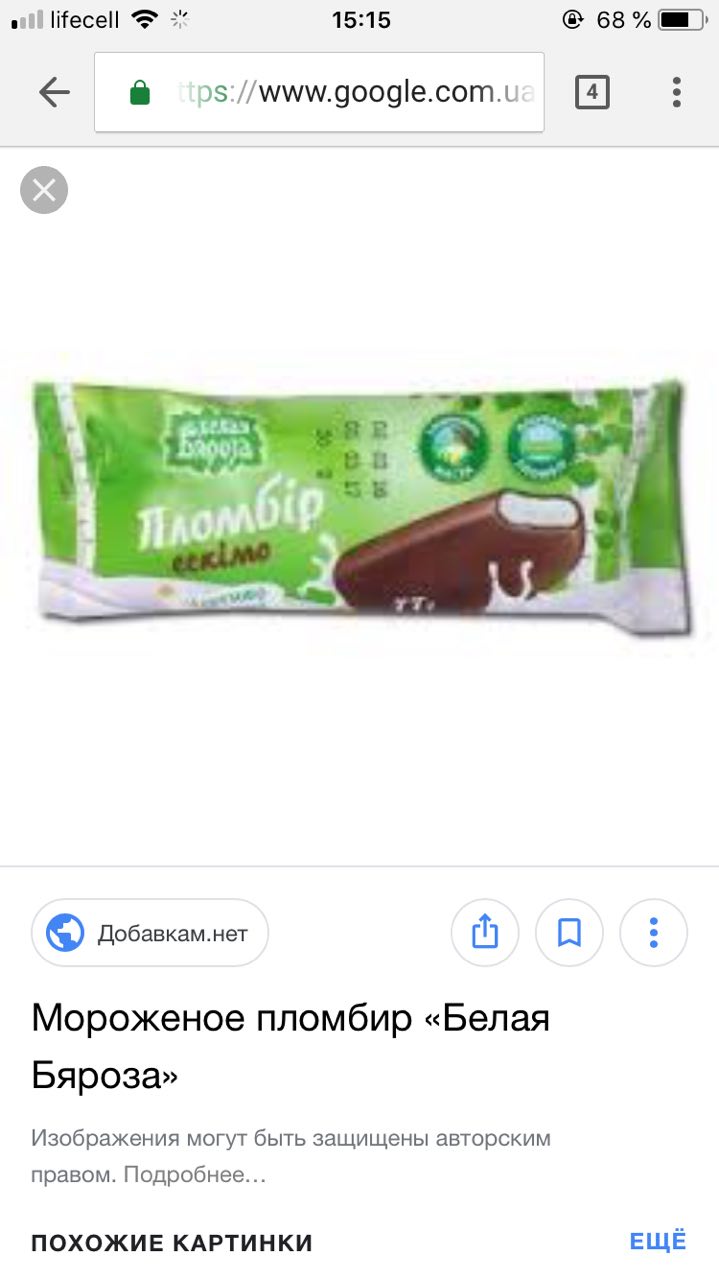 lifecell
15:15
68 %
ttps://www.google.com.ua
4
Белая
Бяроза
Пломбір
ескімо
Добавкам.нет
Мороженое пломбир «Белая
Бяроза»
Изображения могут быть защищены авторским
правом. Подробнее...
ПОХОЖИЕ КАРТИНКИ
ЕЩЁ